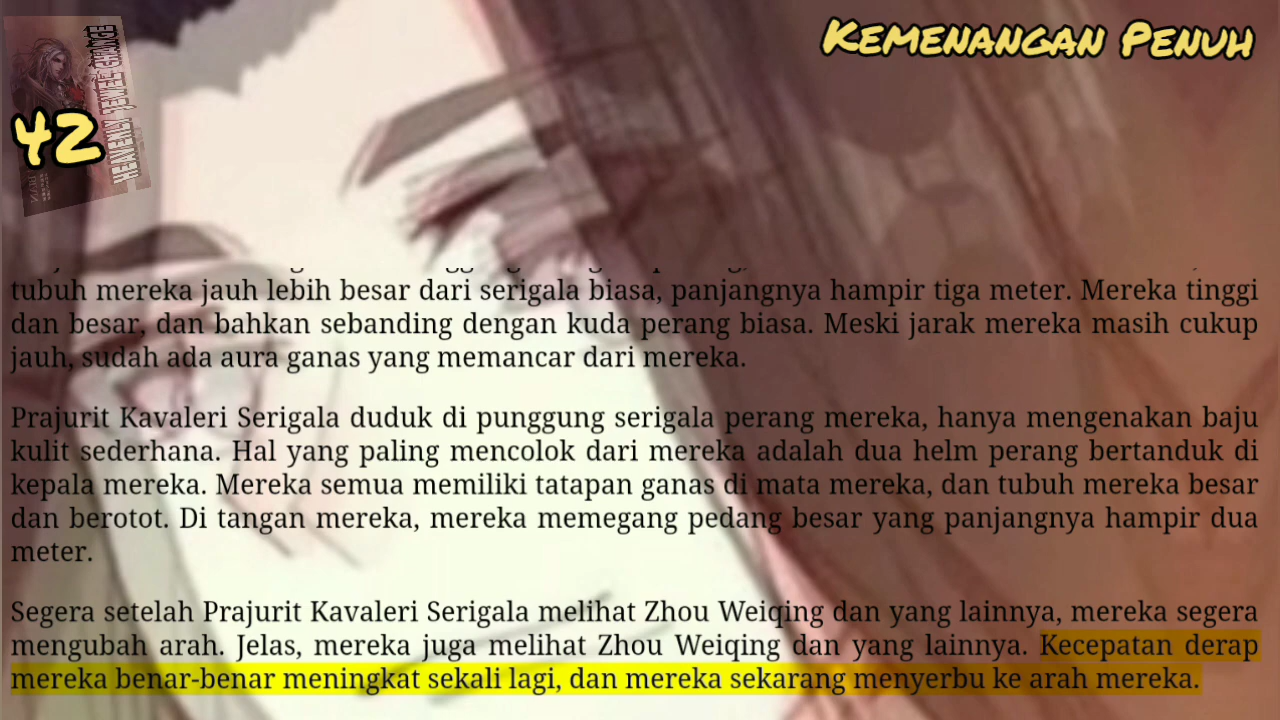 Kemenangan Penuh
42
HEAVENLY JEWEL CHANGE
tubuh mereka jauh lebih besar dari serigala biasa, panjangnya hampir tiga meter. Mereka tinggi
dan besar, dan bahkan sebanding dengan kuda perang biasa. Meski jarak mereka masih cukup
jauh, sudah ada aura ganas yang memancar dari mereka.
Prajurit Kavaleri Serigala duduk di punggung serigala perang mereka, hanya mengenakan baju
kulit sederhana. Hal yang paling mencolok dari mereka adalah dua helm perang bertanduk di
kepala mereka. Mereka semua memiliki tatapan ganas di mata mereka, dan tubuh mereka besar
dan berotot. Di tangan mereka, mereka memegang pedang besar yang panjangnya hampir dua
meter.
Segera setelah Prajurit Kavaleri Serigala melihat Zhou Weiqing dan yang lainnya, mereka segera
mengubah arah. Jelas, mereka juga melihat Zhou Weiqing dan yang lainnya. Kecepatan derap
mereka benar-benar meningkat sekali lagi, dan mereka sekarang menyerbu ke arah mereka.